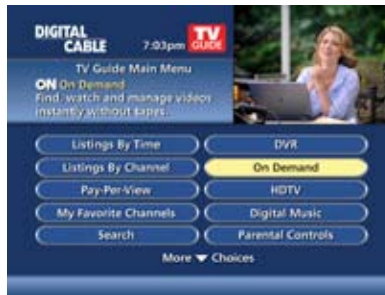 DIGITAL
CABLE
7:03pm
TV
GUIDE
TV Guide Main Menu
ON On Demand
Find, watch and manage videos
instantly without tapes.
Listings By Time
DVR
Listings By Channel
On Demand
Pay-Per-View
HDTV
My Favorite Channels
Digital Music
Search
Parental Controls
More Choices